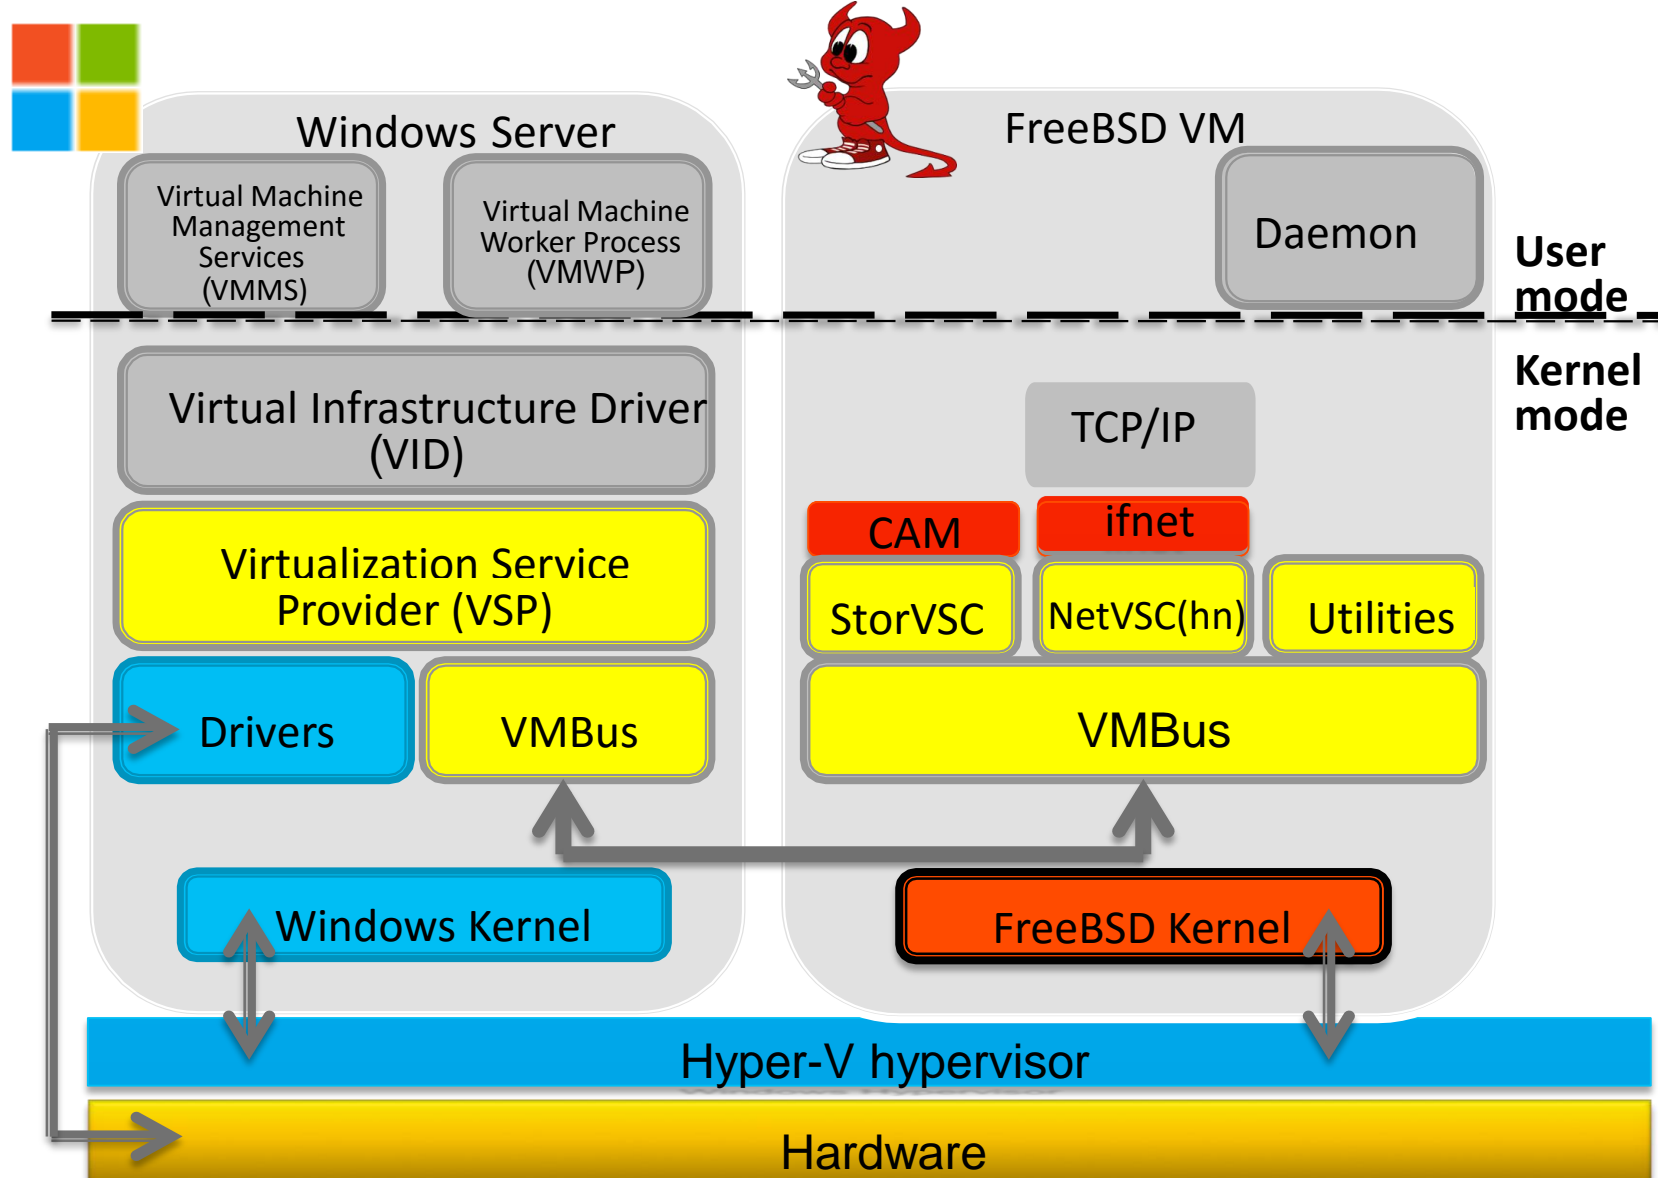 Windows Server
FreeBSD VM
Virtual Machine
Management
Services
(VMMS)
Virtual Machine
Worker Process
(VMWP)
Daemon
User
mode
Kernel
mode
Virtual Infrastructure Driver
(VID)
TCP/IP
Virtualization Service
Provider (VSP)
CAM
ifnet
StorVSC
NetVSC(hn)
Utilities
Drivers
VMBus
VMBus
Windows Kernel
FreeBSD Kernel
Hyper-V hypervisor
Hardware